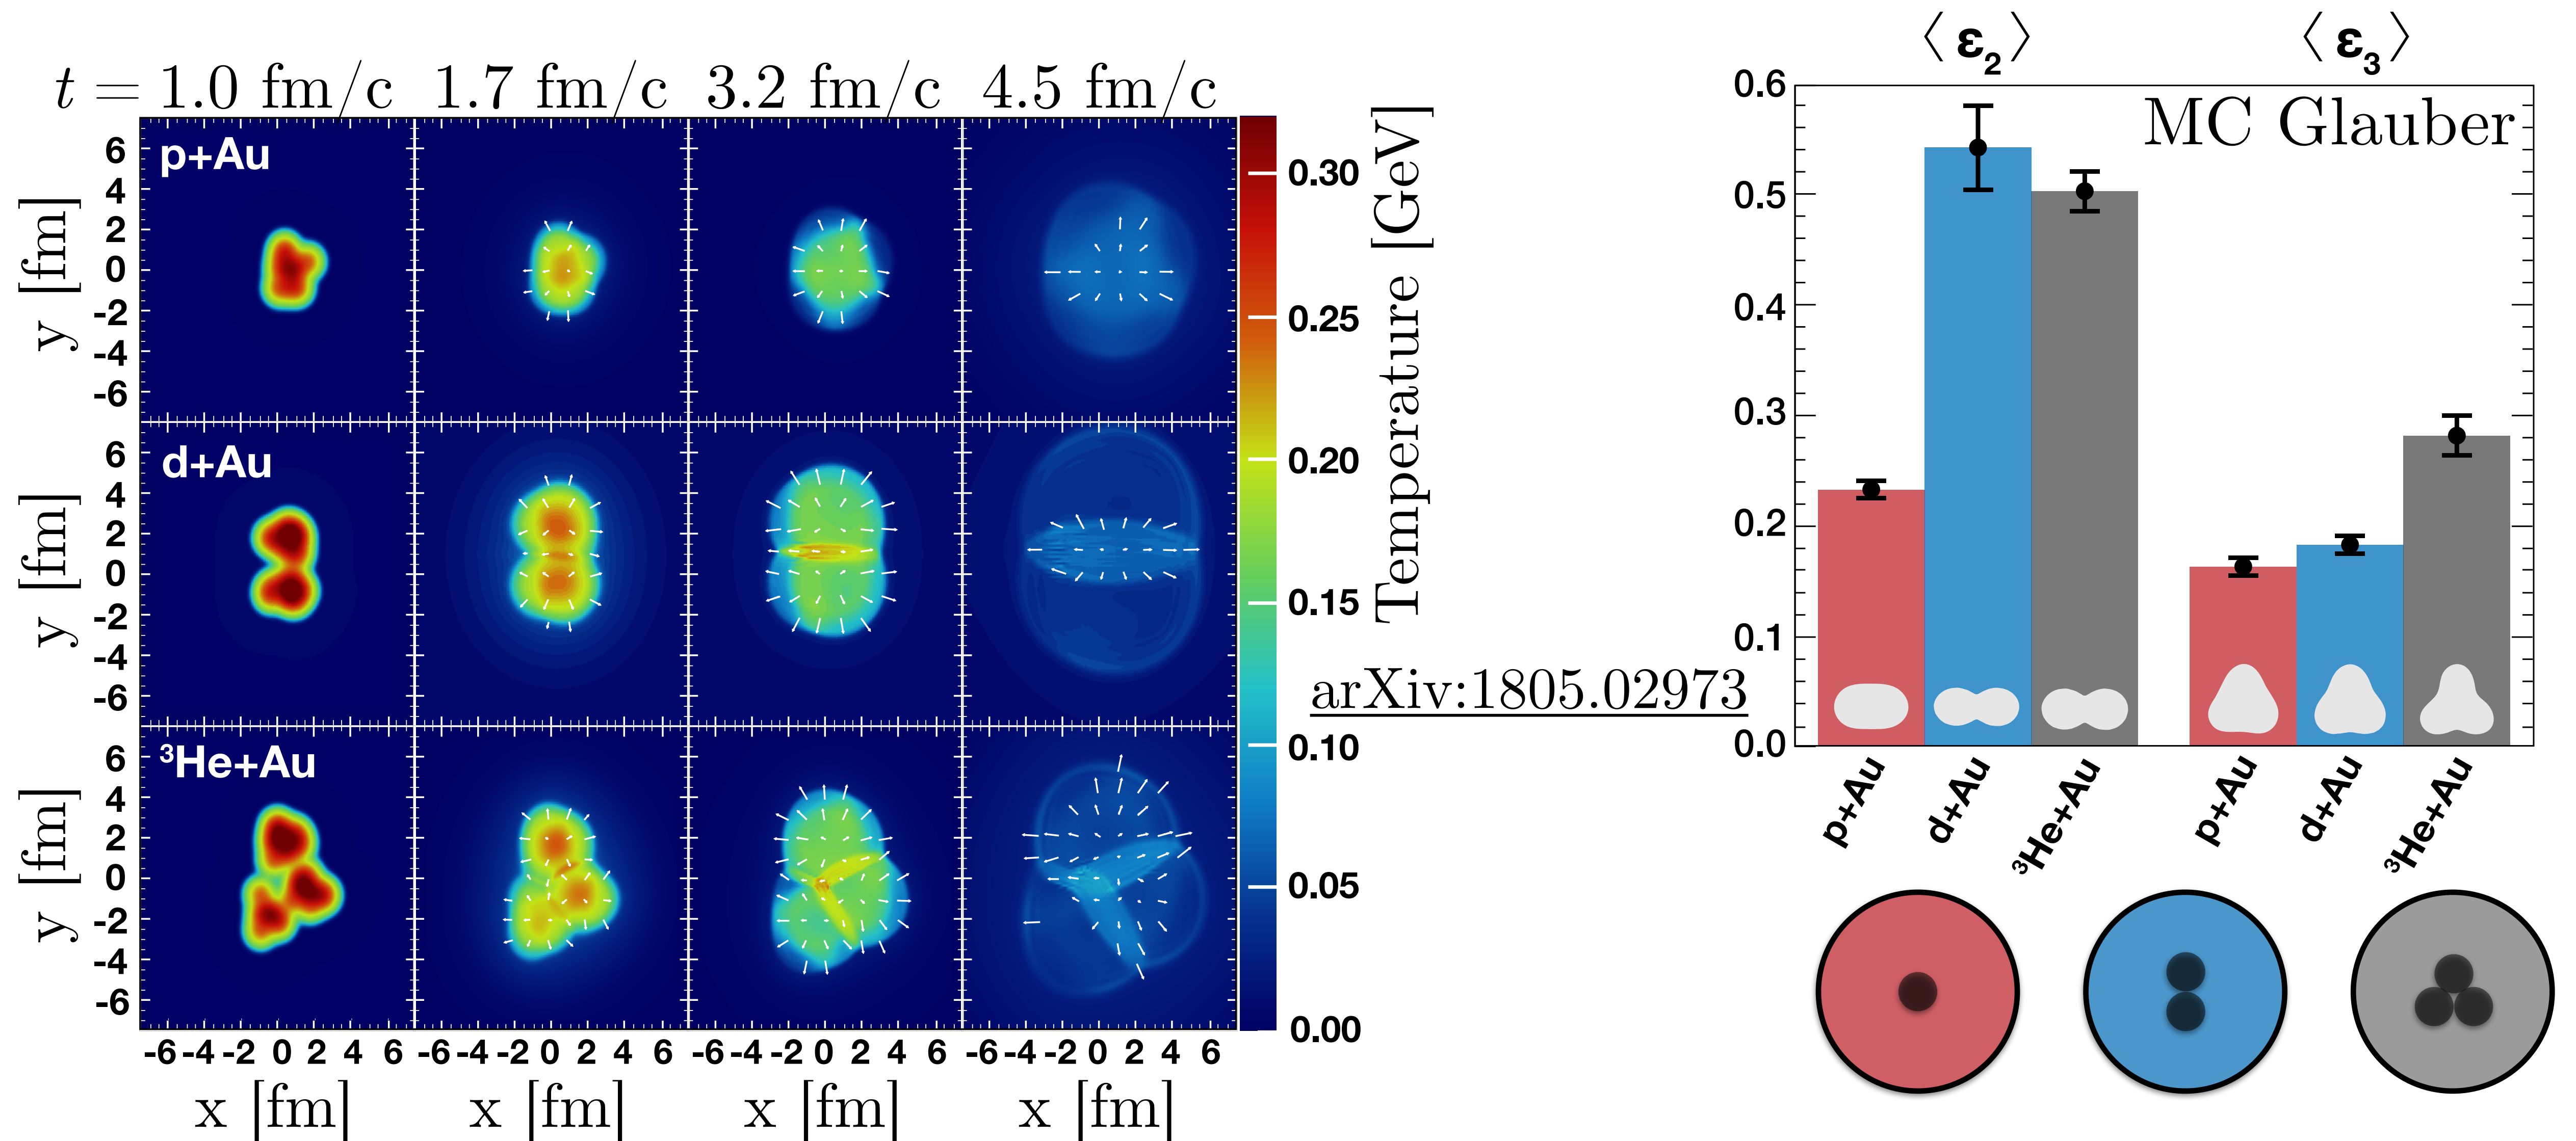 t = 1.0 fm/c 1.7 fm/c 3.2 fm/c 4.5 fm/c
p+Au
6
4
2
0
-2
-4
-6
y [fm]
d+Au
6
4
2
0
-2
-4
-6
y [fm]
³He+Au
6
4
2
0
-2
-4
-6
y [fm]
-6 -4 -2 0 2 4 6 -6 -4 -2 0 2 4 6 -6 -4 -2 0 2 4 6 -6 -4 -2 0 2 4 6
x [fm] x [fm] x [fm] x [fm]
0.30
0.25
0.20
0.15
0.10
0.05
0.00
Temperature [GeV]
arXiv:1805.02973
⟨ε₂⟩ ⟨ε₃⟩
MC Glauber
0.6
0.5
0.4
0.3
0.2
0.1
0.0
p+Au d+Au ³He+Au p+Au d+Au ³He+Au